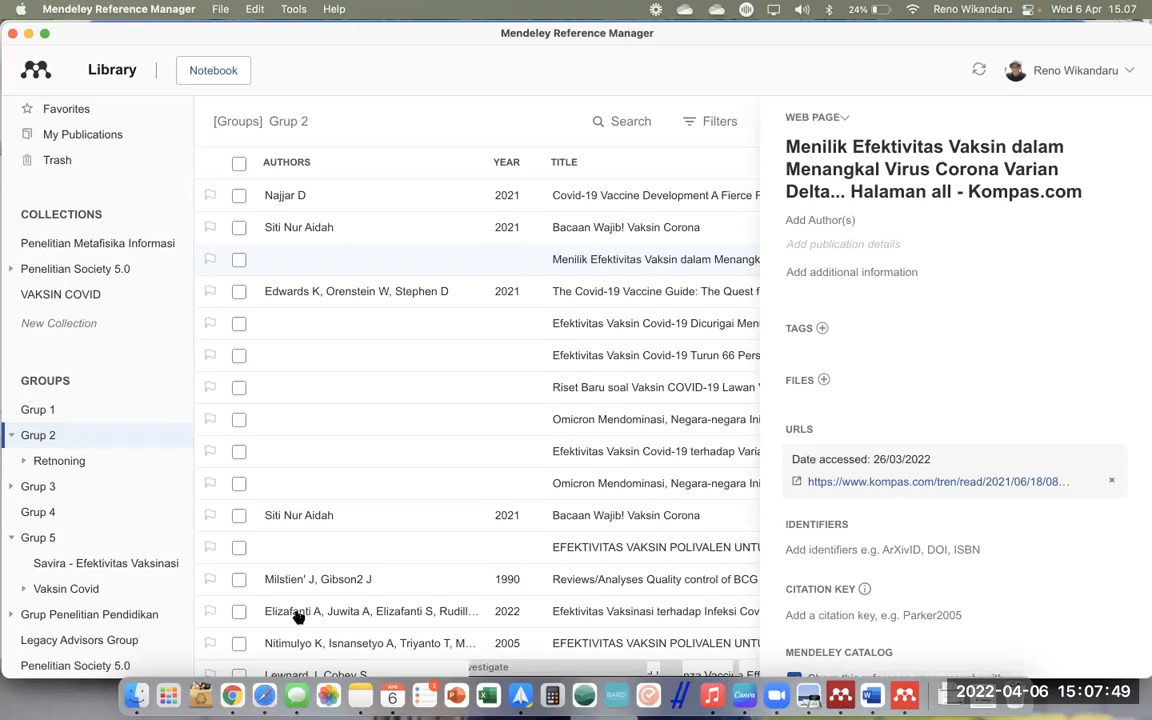 Mendeley Reference Manager File Edit Tools Help 24% Reno Wikandaru Wed 6 Apr 15.07
Mendeley Reference Manager
Library Notebook Reno Wikandaru
Favorites
My Publications
Trash
COLLECTIONS
Penelitian Metafisika Informasi
Penelitian Society 5.0
VAKSIN COVID
New Collection
GROUPS
Grup 1
Grup 2
Retnoning
Grup 3
Grup 4
Grup 5
Savira - Efektivitas Vaksinasi
Vaksin Covid
Grup Penelitian Pendidikan
Legacy Advisors Group
Penelitian Society 5.0
[Groups] Grup 2 Search Filters
AUTHORS YEAR TITLE
Najjar D 2021 Covid-19 Vaccine Development A Fierce
Siti Nur Aidah 2021 Bacaan Wajib! Vaksin Corona
Menilik Efektivitas Vaksin dalam Menangk
Edwards K, Orenstein W, Stephen D 2021 The Covid-19 Vaccine Guide: The Quest f
Efektivitas Vaksin Covid-19 Dicurigai Men
Efektivitas Vaksin Covid-19 Turun 66 Pers
Riset Baru soal Vaksin COVID-19 Lawan
Omicron Mendominasi, Negara-negara Ini
Efektivitas Vaksin Covid-19 terhadap Varia
Omicron Mendominasi, Negara-negara Ini
Siti Nur Aidah 2021 Bacaan Wajib! Vaksin Corona
EFEKTIVITAS VAKSIN POLIVALEN UNTU
Milstien' J, Gibson2 J 1990 Reviews/Analyses Quality control of BCG
Elizafanti A, Juwita A, Elizafanti S, Rudill... 2022 Efektivitas Vaksinasi terhadap Infeksi Cov
Nitimulyo K, Isnansetyo A, Triyanto T, M... 2005 EFEKTIVITAS VAKSIN POLIVALEN UNTU
Lewnard J, Cobey S
vestigate
WEB PAGE
Menilik Efektivitas Vaksin dalam
Menangkal Virus Corona Varian
Delta... Halaman all - Kompas.com
Add Author(s)
Add publication details
Add additional information
TAGS
FILES
URLS
Date accessed: 26/03/2022
https://www.kompas.com/tren/read/2021/06/18/08...
IDENTIFIERS
Add identifiers e.g. ArXivID, DOI, ISBN
CITATION KEY
Add a citation key, e.g. Parker2005
MENDELEY CATALOG
6 BARDI Canva
2022-04-06 15:07:49